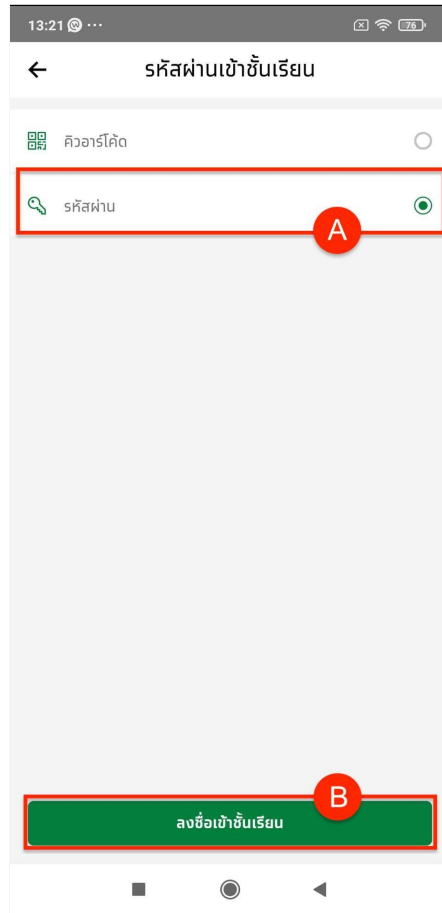 13:21 ···
76
รหัสผ่านเข้าชั้นเรียน
คิวอาร์โค้ด
รหัสผ่าน
A
B
ลงชื่อเข้าชั้นเรียน